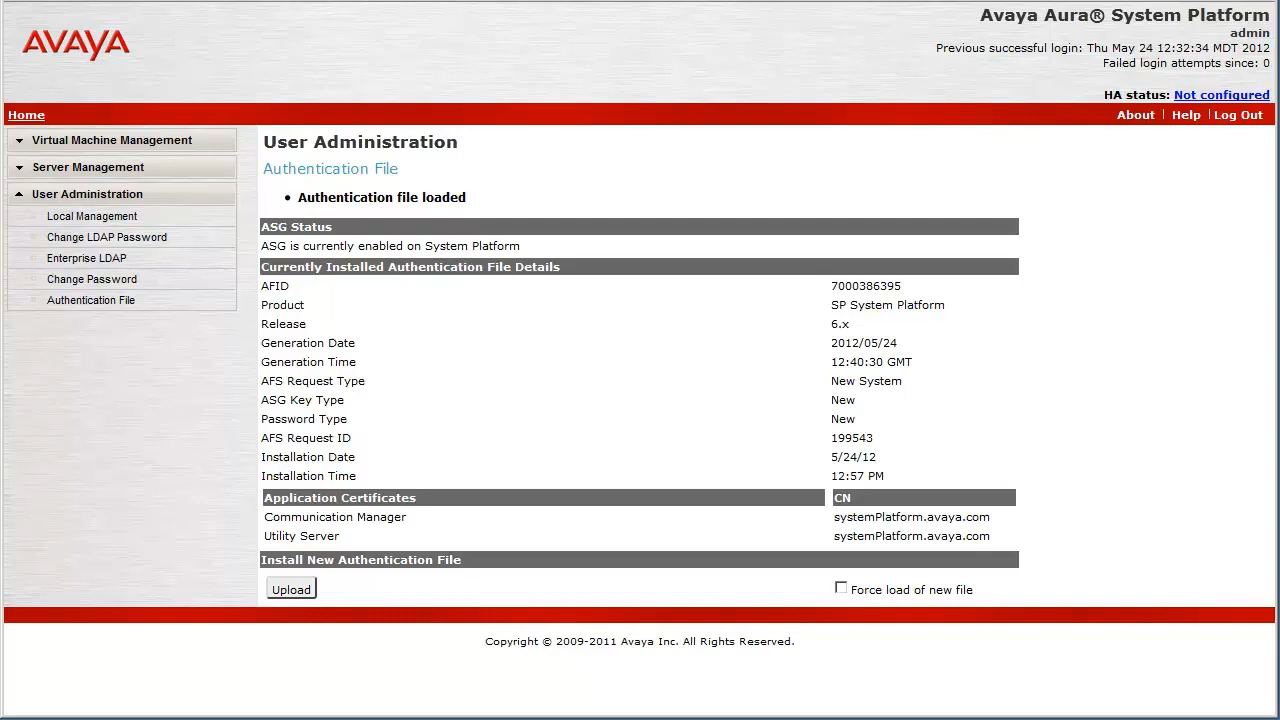 AVAYA
Avaya Aura® System Platform
admin
Previous successful login: Thu May 24 12:32:34 MDT 2012
Failed login attempts since: 0
HA status: Not configured
Home
About | Help | Log Out
Virtual Machine Management
Server Management
User Administration
Local Management
Change LDAP Password
Enterprise LDAP
Change Password
Authentication File
User Administration
Authentication File
• Authentication file loaded
ASG Status
ASG is currently enabled on System Platform
Currently Installed Authentication File Details
AFID 7000386395
Product SP System Platform
Release 6.x
Generation Date 2012/05/24
Generation Time 12:40:30 GMT
AFS Request Type New System
ASG Key Type New
Password Type New
AFS Request ID 199543
Installation Date 5/24/12
Installation Time 12:57 PM
Application Certificates CN
Communication Manager systemPlatform.avaya.com
Utility Server systemPlatform.avaya.com
Install New Authentication File
Upload Force load of new file
Copyright © 2009-2011 Avaya Inc. All Rights Reserved.